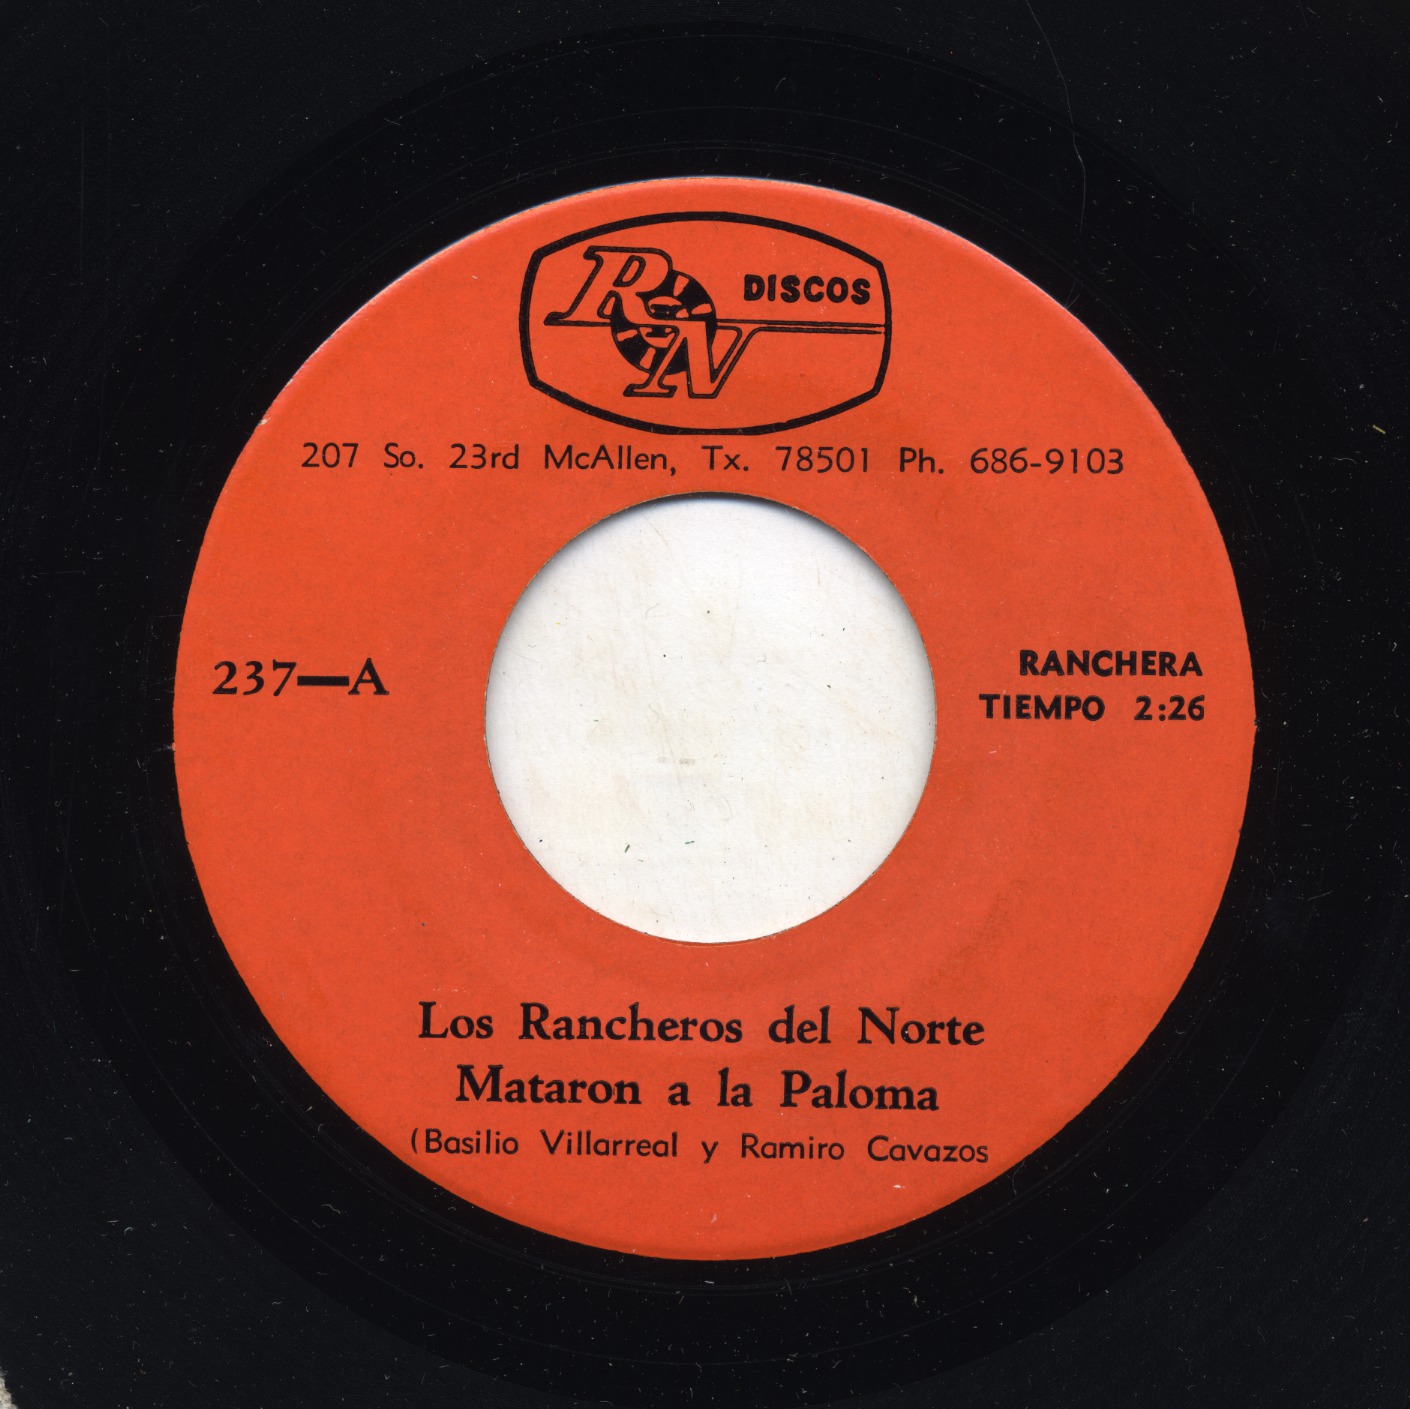 RN DISCOS
207 So. 23rd McAllen, Tx. 78501 Ph. 686-9103
237—A
RANCHERA
TIEMPO 2:26
Los Rancheros del Norte
Mataron a la Paloma
(Basilio Villarreal y Ramiro Cavazos